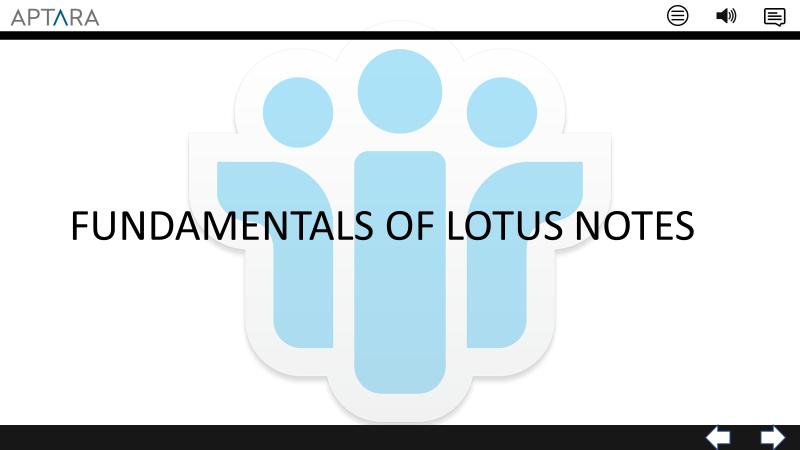 APTARA
FUNDAMENTALS OF LOTUS NOTES